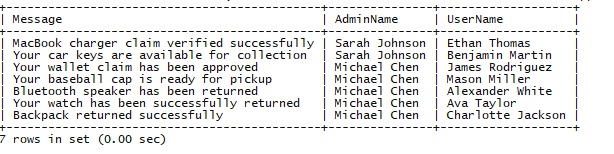 +------------------------------------------+---------------+-------------------+
| Message                                  | AdminName     | UserName          |
+------------------------------------------+---------------+-------------------+
| MacBook charger claim verified successfully | Sarah Johnson | Ethan Thomas      |
| Your car keys are available for collection  | Sarah Johnson | Benjamin Martin   |
| Your wallet claim has been approved         | Michael Chen  | James Rodriguez   |
| Your baseball cap is ready for pickup       | Michael Chen  | Mason Miller      |
| Bluetooth speaker has been returned         | Michael Chen  | Alexander White   |
| Your watch has been successfully returned   | Michael Chen  | Ava Taylor        |
| Backpack returned successfully              | Michael Chen  | Charlotte Jackson |
+------------------------------------------+---------------+-------------------+
7 rows in set (0.00 sec)